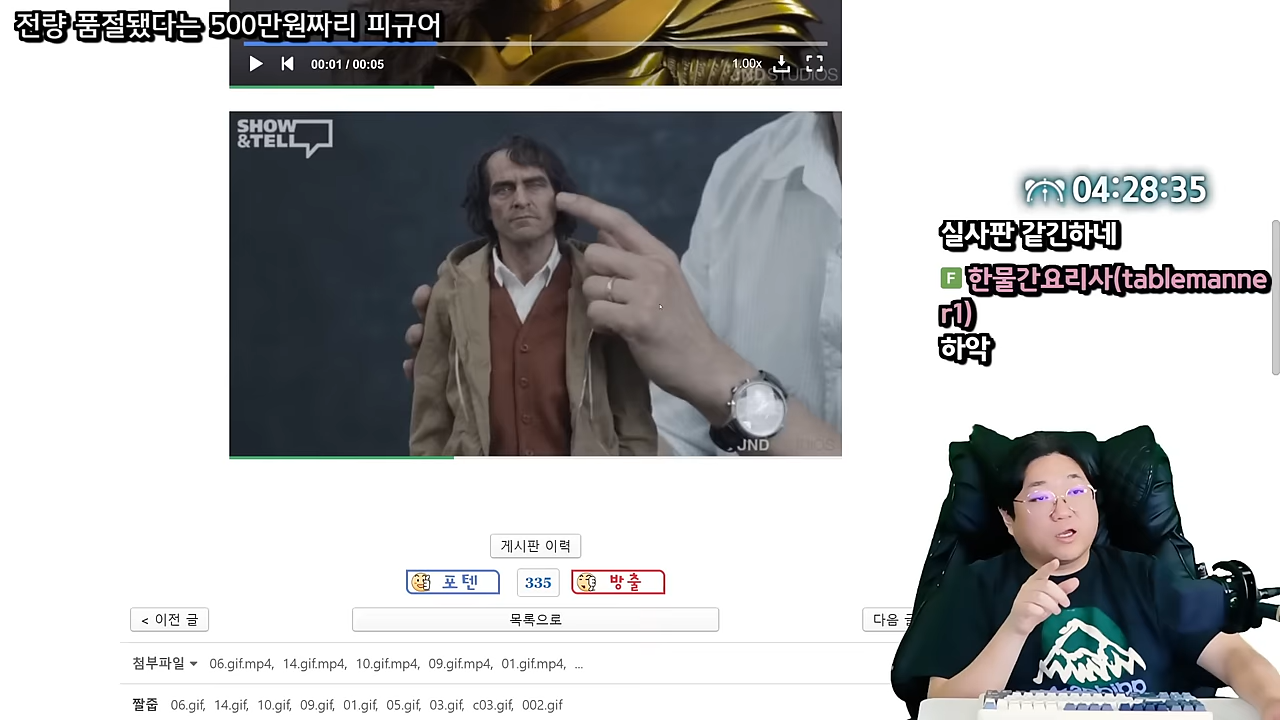 전량 품절됐다는 500만원짜리 피규어
00:01 / 00:05
1.00x
JND STUDIOS
SHOW
&TELL
JND STUDIOS
04:28:35
실사판 같긴하네
F 한물간요리사(tablemanne
r1)
하악
게시판 이력
포텐
335
방출
< 이전 글
목록으로
다음 글
첨부파일 06.gif.mp4, 14.gif.mp4, 10.gif.mp4, 09.gif.mp4, 01.gif.mp4, ...
짤줍 06.gif, 14.gif, 10.gif, 09.gif, 01.gif, 05.gif, 03.gif, 03.gif, 002.gif